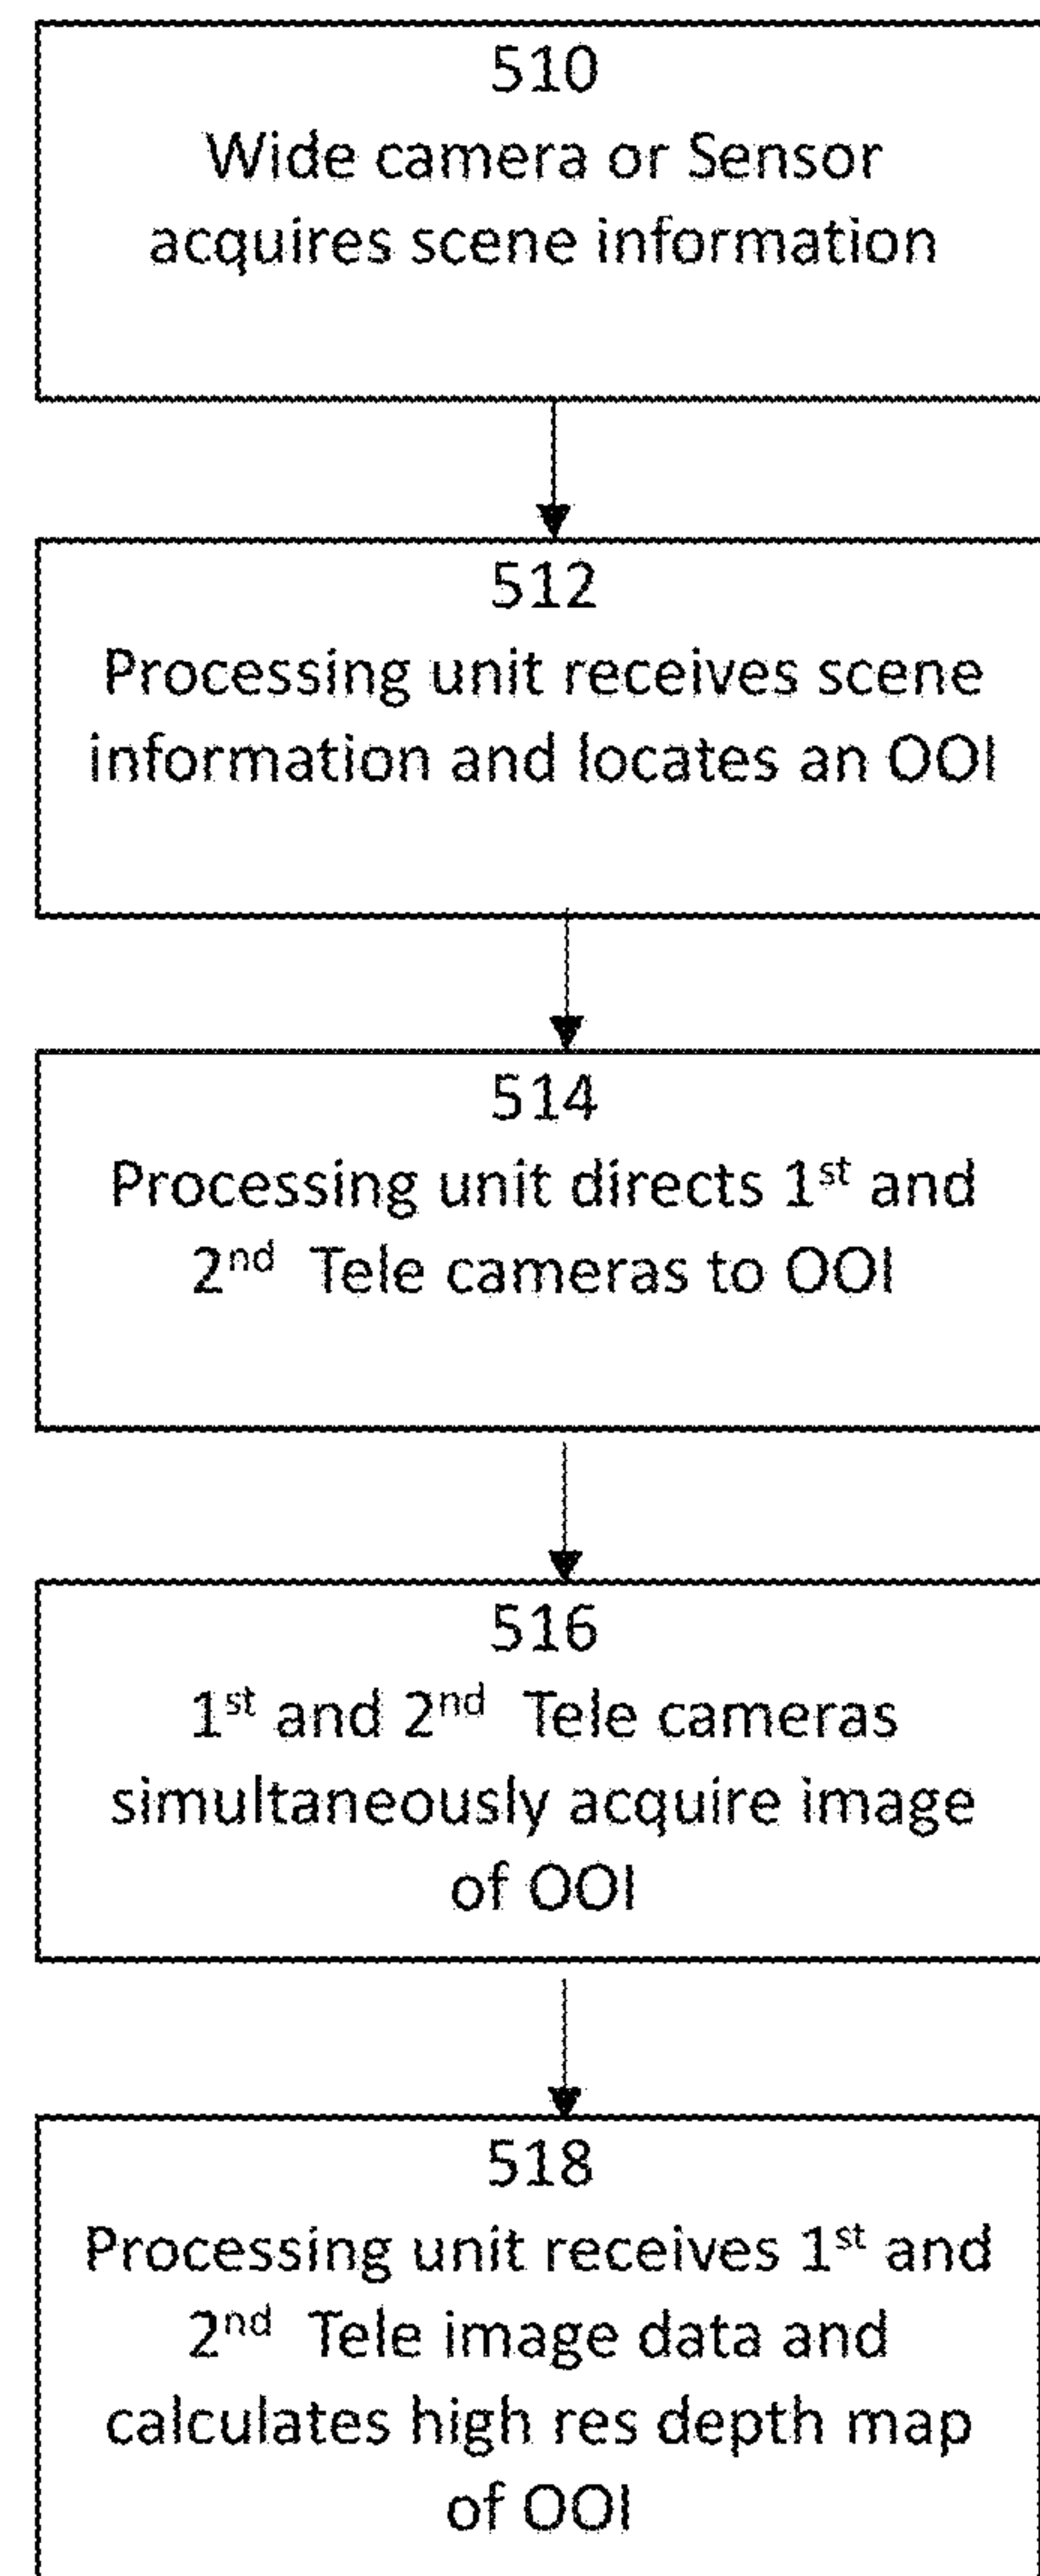 510
Wide camera or Sensor
acquires scene information
512
Processing unit receives scene
information and locates an OOI
514
Processing unit directs 1st and
2nd Tele cameras to OOI
516
1st and 2nd Tele cameras
simultaneously acquire image
of OOI
518
Processing unit receives 1st and
2nd Tele image data and
calculates high res depth map
of OOI